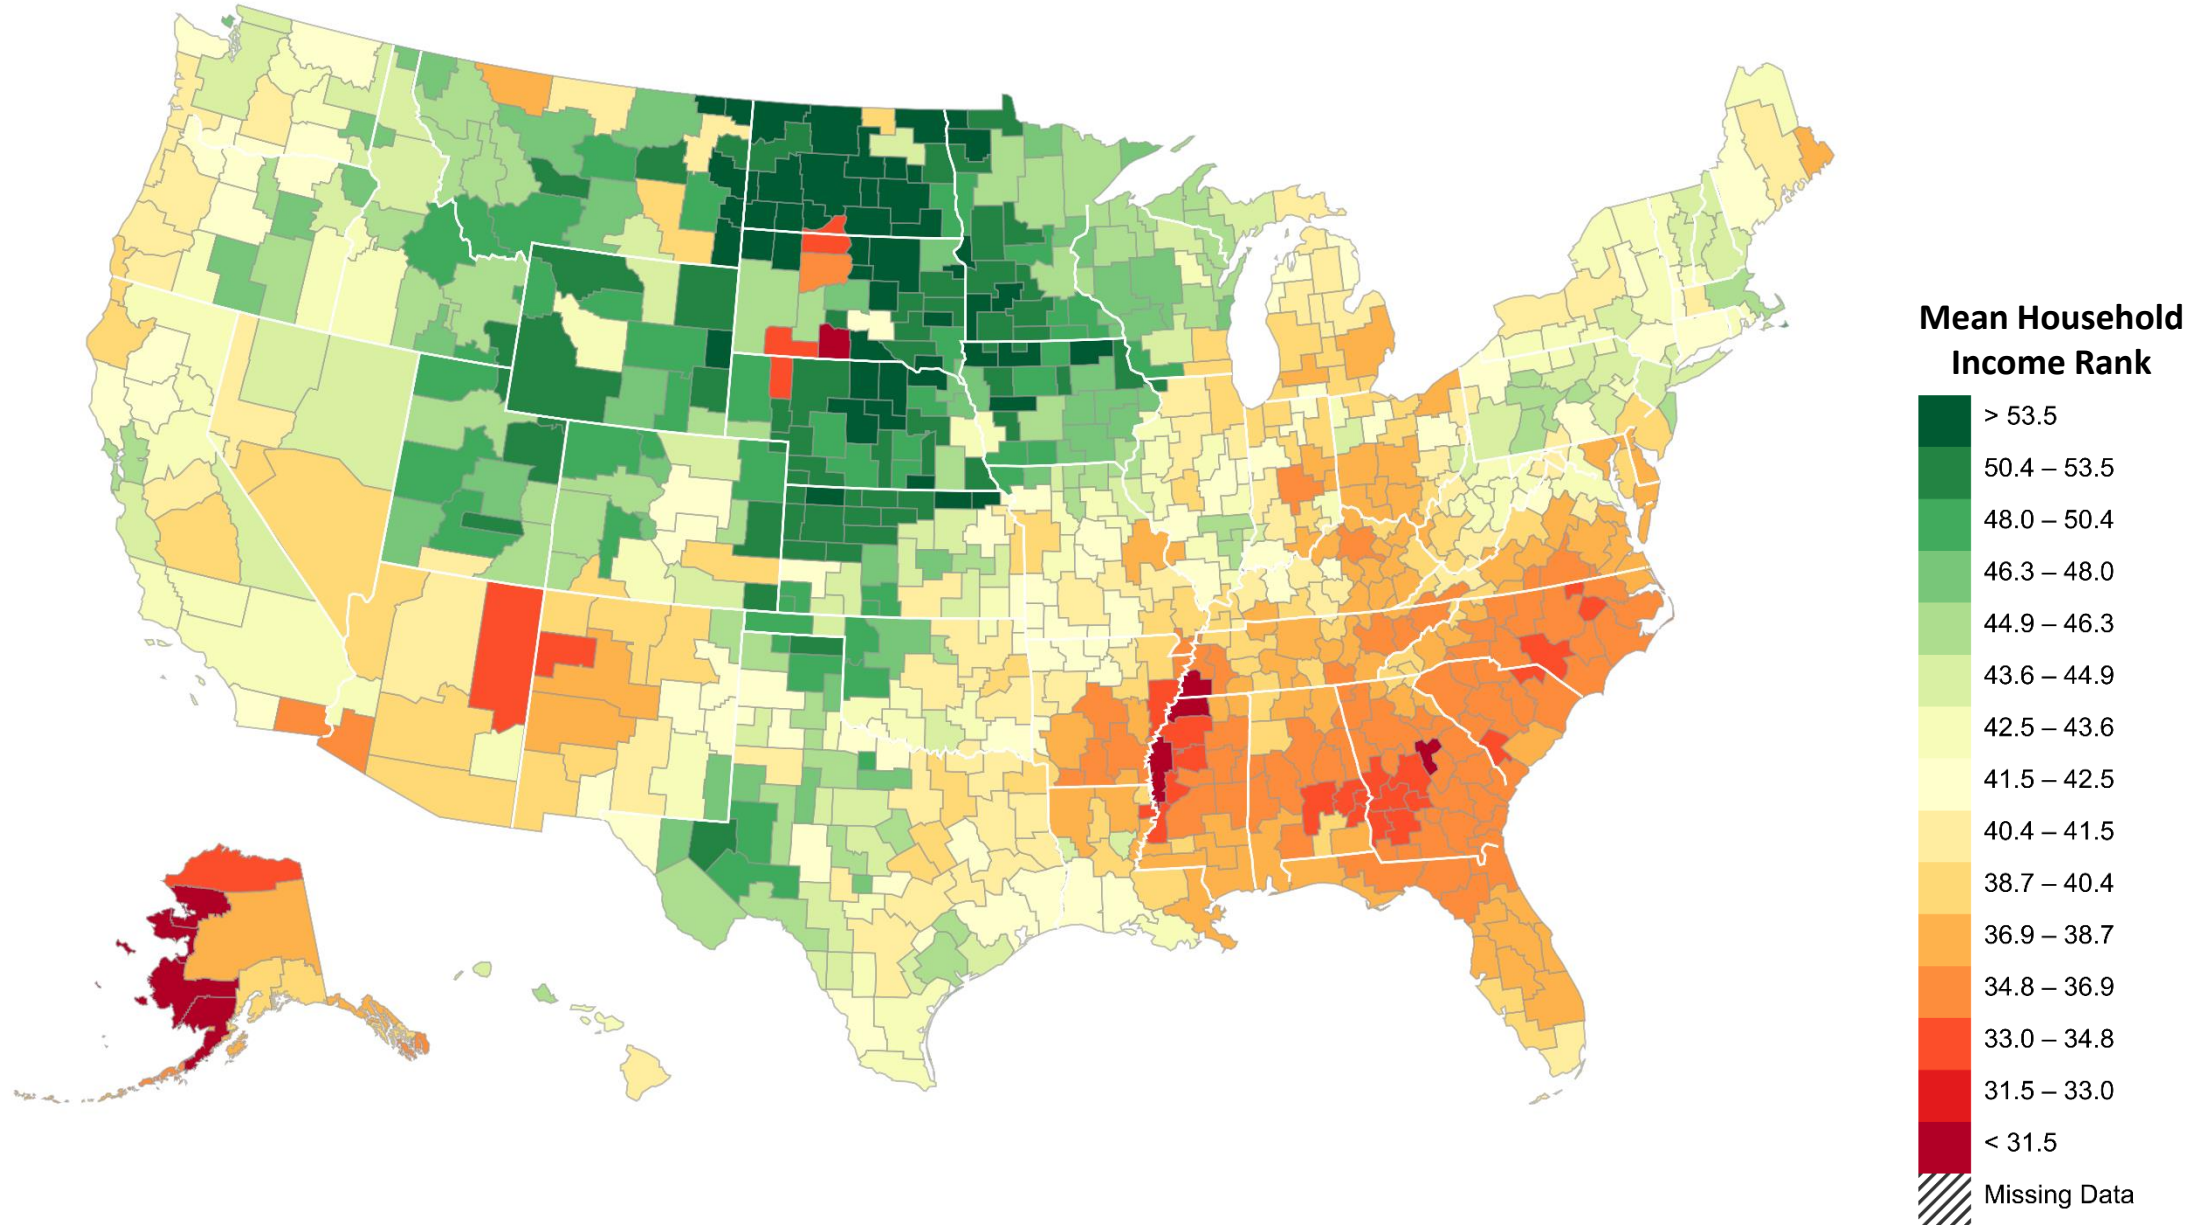 Mean Household
Income Rank
> 53.5
50.4 – 53.5
48.0 – 50.4
46.3 – 48.0
44.9 – 46.3
43.6 – 44.9
42.5 – 43.6
41.5 – 42.5
40.4 – 41.5
38.7 – 40.4
36.9 – 38.7
34.8 – 36.9
33.0 – 34.8
31.5 – 33.0
< 31.5
Missing Data